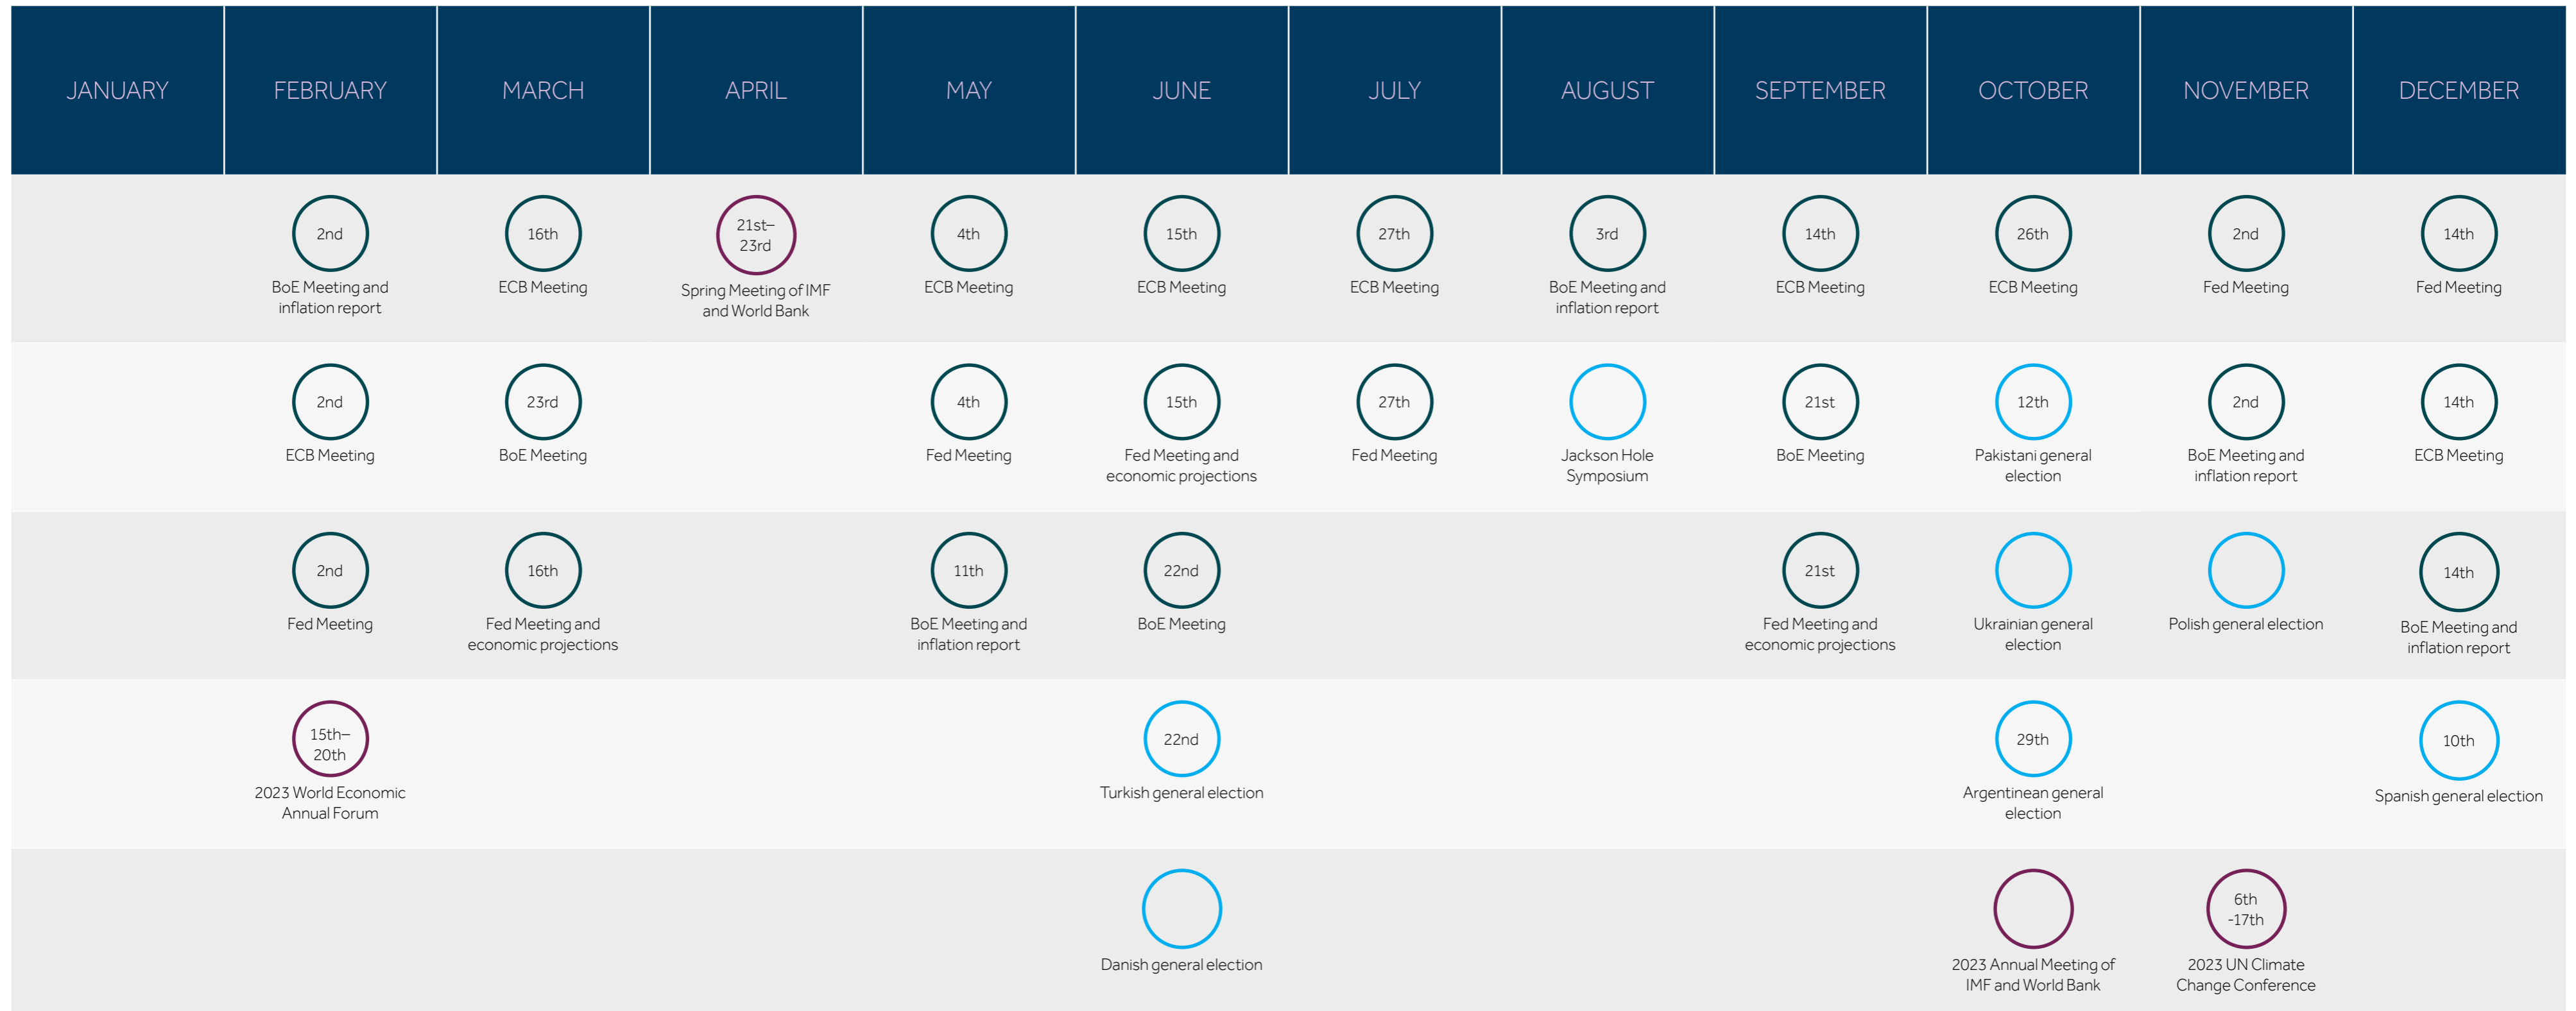 JANUARY
FEBRUARY
MARCH
APRIL
MAY
JUNE
JULY
AUGUST
SEPTEMBER
OCTOBER
NOVEMBER
DECEMBER
2nd
BoE Meeting and
inflation report
16th
ECB Meeting
21st–
23rd
Spring Meeting of IMF
and World Bank
4th
ECB Meeting
15th
ECB Meeting
27th
ECB Meeting
3rd
BoE Meeting and
inflation report
14th
ECB Meeting
26th
ECB Meeting
2nd
Fed Meeting
14th
Fed Meeting
2nd
ECB Meeting
23rd
BoE Meeting
4th
Fed Meeting
15th
Fed Meeting and
economic projections
27th
Fed Meeting
Jackson Hole
Symposium
21st
BoE Meeting
12th
Pakistani general
election
2nd
BoE Meeting and
inflation report
14th
ECB Meeting
2nd
Fed Meeting
16th
Fed Meeting and
economic projections
11th
BoE Meeting and
inflation report
22nd
BoE Meeting
21st
Fed Meeting and
economic projections
Ukrainian general
election
Polish general election
14th
BoE Meeting and
inflation report
15th–
20th
2023 World Economic
Annual Forum
22nd
Turkish general election
29th
Argentinean general
election
10th
Spanish general election
Danish general election
2023 Annual Meeting of
IMF and World Bank
6th
-17th
2023 UN Climate
Change Conference